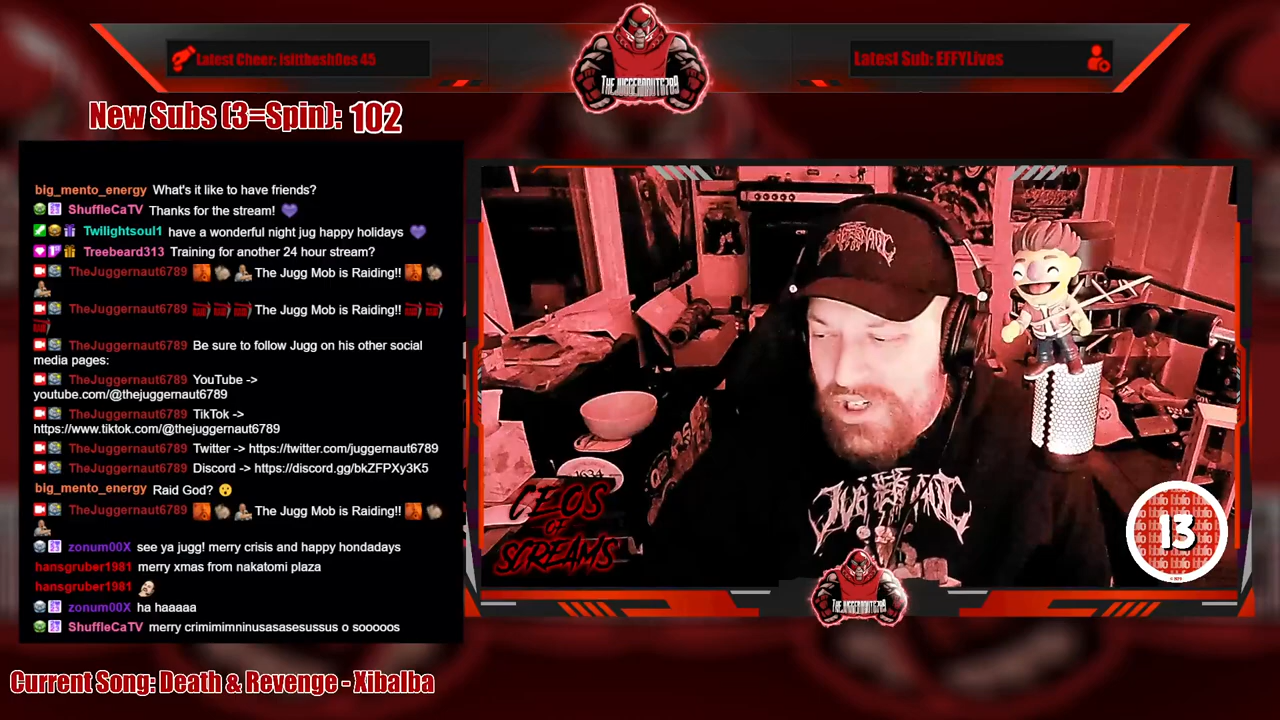 Latest Cheer: isitthesh0es 45
THEJUGGERNAUT6789
Latest Sub: EFFYLives
New Subs (3=Spin): 102
big_mento_energy What's it like to have friends?
ShuffleCaTV Thanks for the stream!
Twilightsoul1 have a wonderful night jug happy holidays
Treebeard313 Training for another 24 hour stream?
TheJuggernaut6789 The Jugg Mob is Raiding!!
TheJuggernaut6789 The Jugg Mob is Raiding!!
TheJuggernaut6789 Be sure to follow Jugg on his other social
media pages:
TheJuggernaut6789 YouTube ->
youtube.com/@thejuggernaut6789
TheJuggernaut6789 TikTok ->
https://www.tiktok.com/@thejuggernaut6789
TheJuggernaut6789 Twitter -> https://twitter.com/juggernaut6789
TheJuggernaut6789 Discord -> https://discord.gg/bkZFPXy3K5
big_mento_energy Raid God?
TheJuggernaut6789 The Jugg Mob is Raiding!!
zonum00X see ya jugg! merry crisis and happy hondadays
hansgruber1981 merry xmas from nakatomi plaza
hansgruber1981
zonum00X ha haaaaa
ShuffleCaTV merry crimimimninusasasesussus o sooooos
1634
CEOS
OF
SCREAMS
13
THEJUGGERNAUT6789
Current Song: Death & Revenge - Xibalba